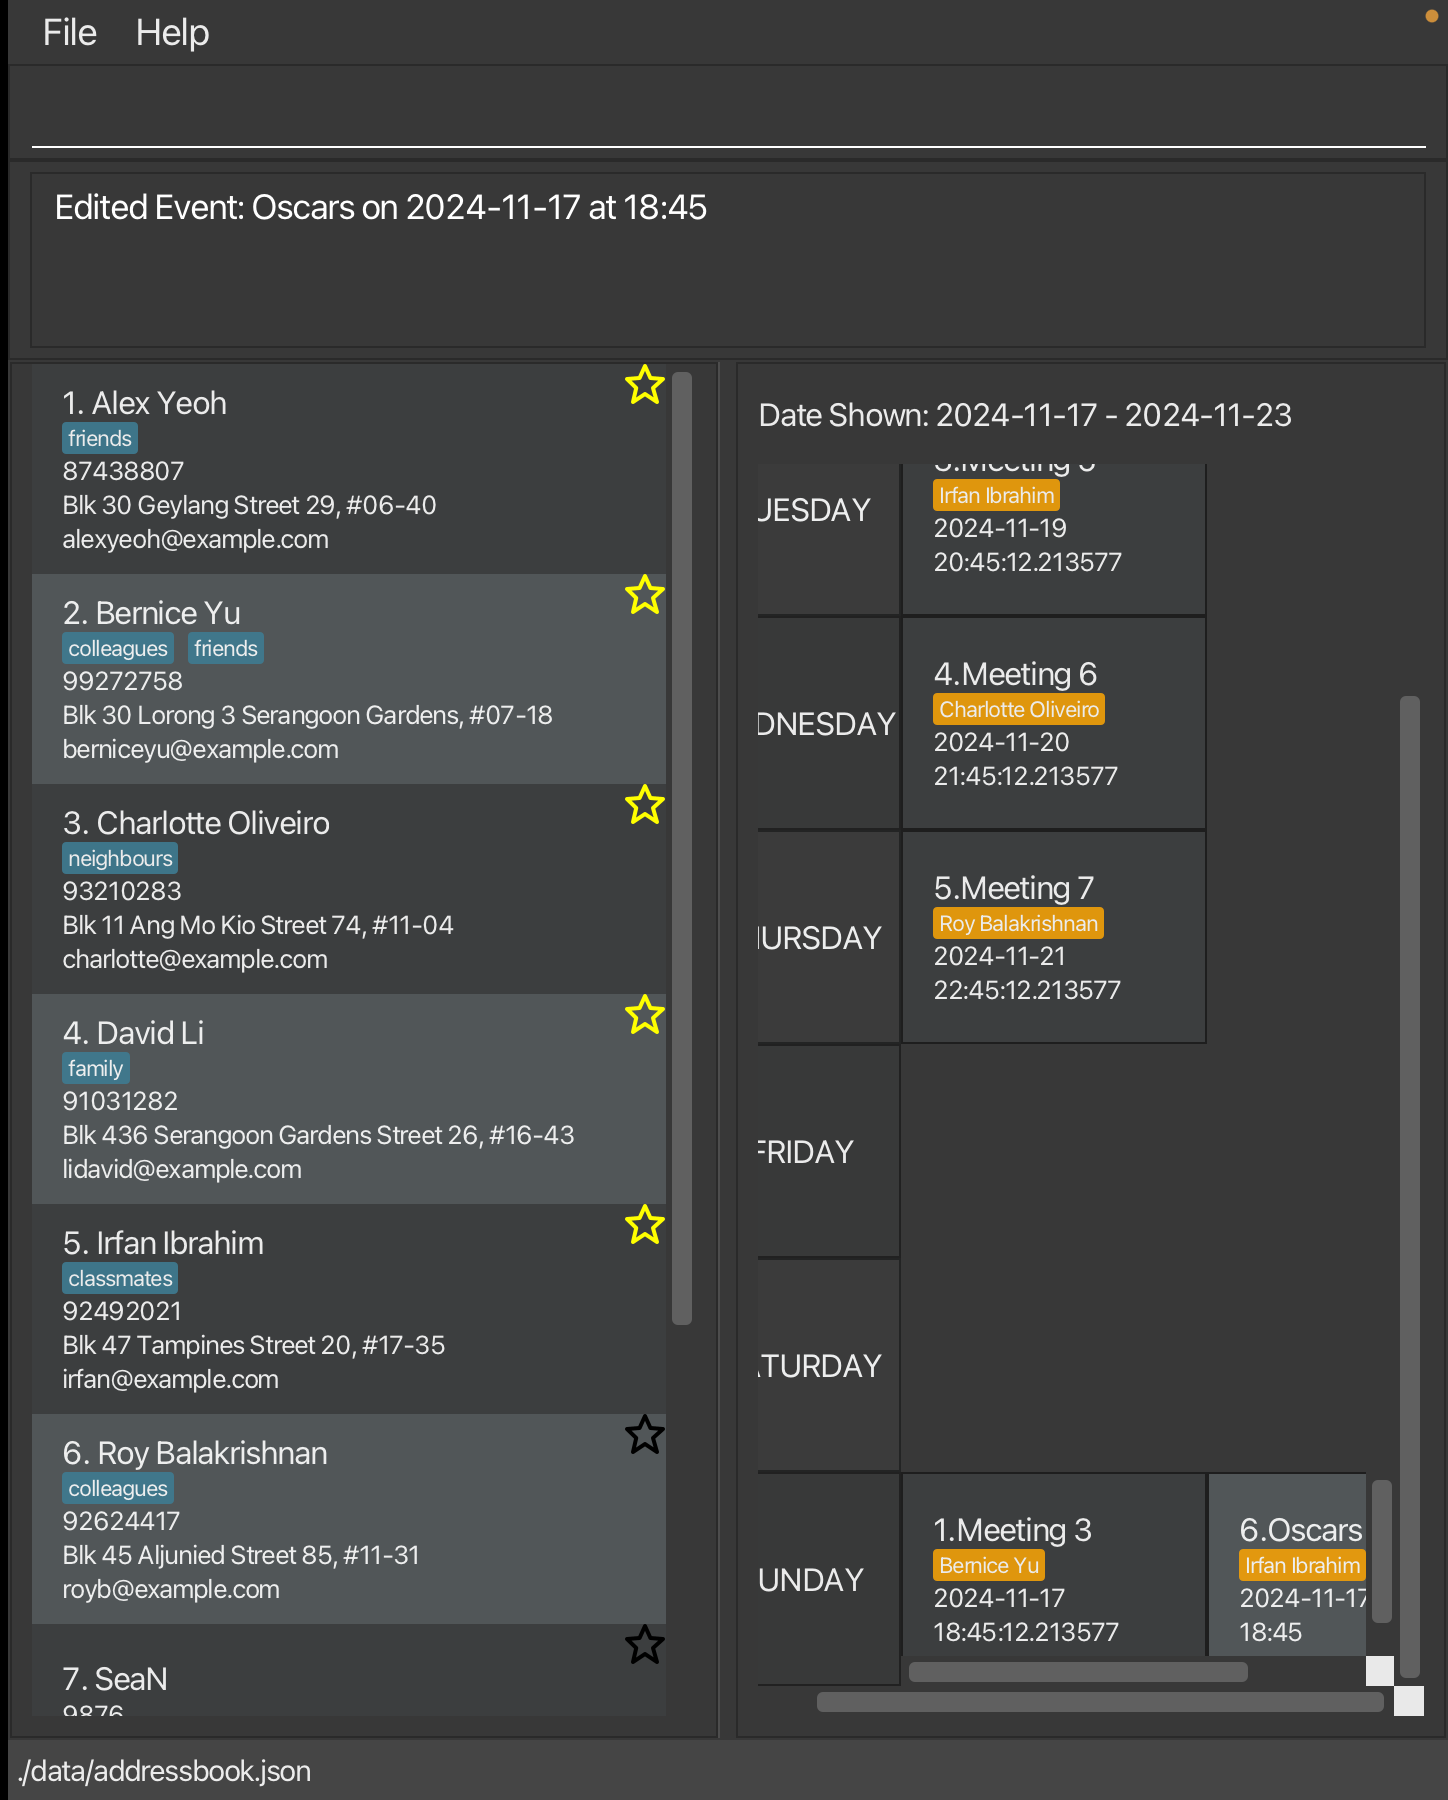 File Help
Edited Event: Oscars on 2024-11-17 at 18:45
1. Alex Yeoh
friends
87438807
Blk 30 Geylang Street 29, #06-40
alexyeoh@example.com
2. Bernice Yu
colleagues friends
99272758
Blk 30 Lorong 3 Serangoon Gardens, #07-18
berniceyu@example.com
3. Charlotte Oliveiro
neighbours
93210283
Blk 11 Ang Mo Kio Street 74, #11-04
charlotte@example.com
4. David Li
family
91031282
Blk 436 Serangoon Gardens Street 26, #16-43
lidavid@example.com
5. Irfan Ibrahim
classmates
92492021
Blk 47 Tampines Street 20, #17-35
irfan@example.com
6. Roy Balakrishnan
colleagues
92624417
Blk 45 Aljunied Street 85, #11-31
royb@example.com
7. SeaN
9876
Date Shown: 2024-11-17 - 2024-11-23
UESDAY
3.Meeting 5
Irfan Ibrahim
2024-11-19
20:45:12.213577
DNESDAY
4.Meeting 6
Charlotte Oliveiro
2024-11-20
21:45:12.213577
URSDAY
5.Meeting 7
Roy Balakrishnan
2024-11-21
22:45:12.213577
FRIDAY
ATURDAY
UNDAY
1.Meeting 3
Bernice Yu
2024-11-17
18:45:12.213577
6.Oscars
Irfan Ibrahim
2024-11-17
18:45
./data/addressbook.json